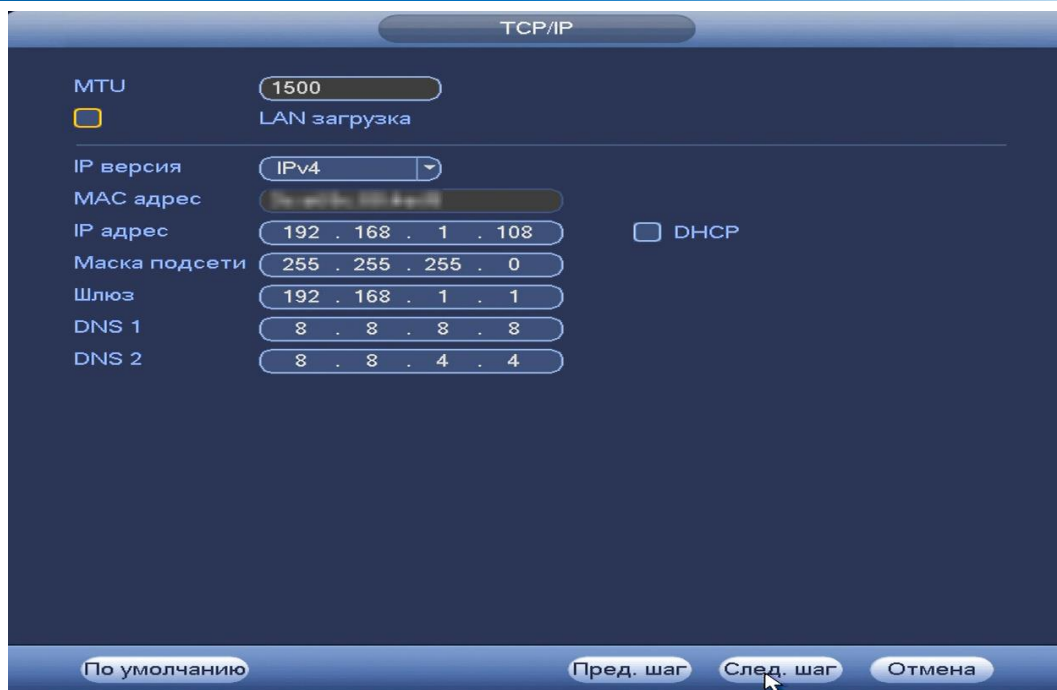 TCP/IP
MTU 1500
LAN загрузка
IP версия IPv4
MAC адрес
IP адрес 192 . 168 . 1 . 108 DHCP
Маска подсети 255 . 255 . 255 . 0
Шлюз 192 . 168 . 1 . 1
DNS 1 8 . 8 . 8 . 8
DNS 2 8 . 8 . 4 . 4
По умолчанию Пред. шаг След. шаг Отмена